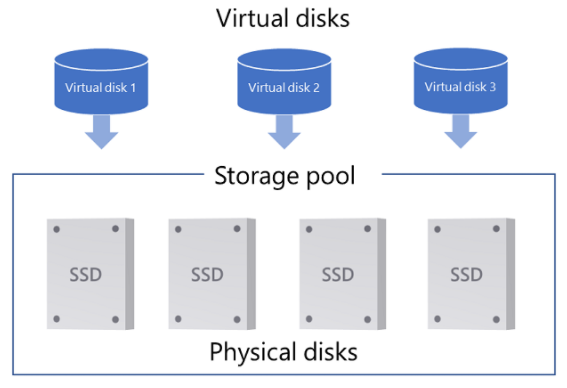 Virtual disks
Virtual disk 1
Virtual disk 2
Virtual disk 3
Storage pool
SSD
SSD
SSD
SSD
Physical disks